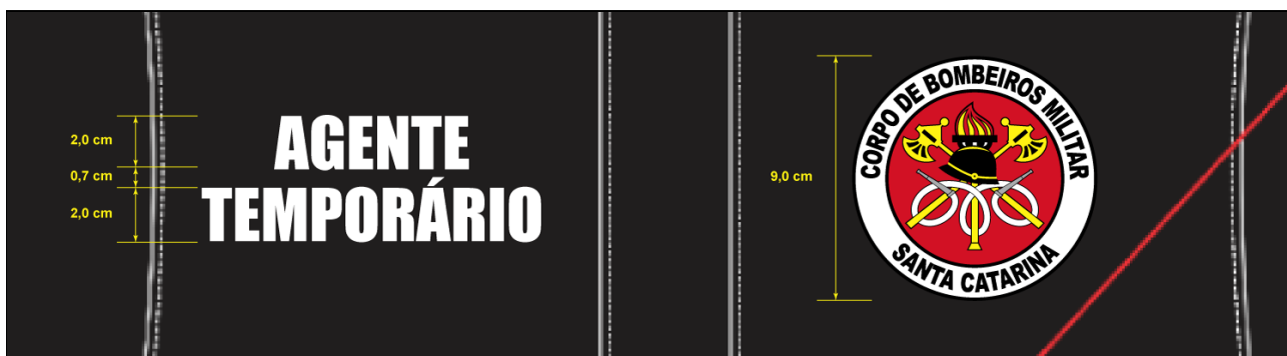 2,0 cm
0,7 cm
2,0 cm
AGENTE
TEMPORÁRIO
9,0 cm
CORPO DE BOMBEIROS MILITAR
SANTA CATARINA